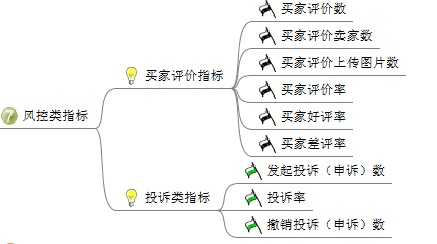 风控类指标
买家评价指标
买家评价数
买家评价卖家数
买家评价上传图片数
买家评价率
买家好评率
买家差评率
投诉类指标
发起投诉（申诉）数
投诉率
撤销投诉（申诉）数